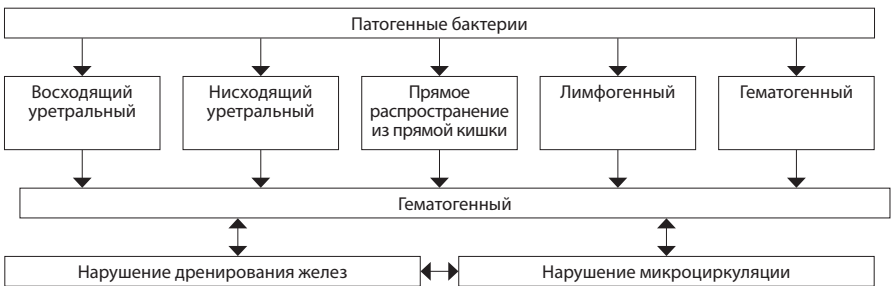 Патогенные бактерии
Восходящий
уретральный
Нисходящий
уретральный
Прямое
распространение
из прямой кишки
Лимфогенный
Гематогенный
Гематогенный
Нарушение дренирования желез
Нарушение микроциркуляции